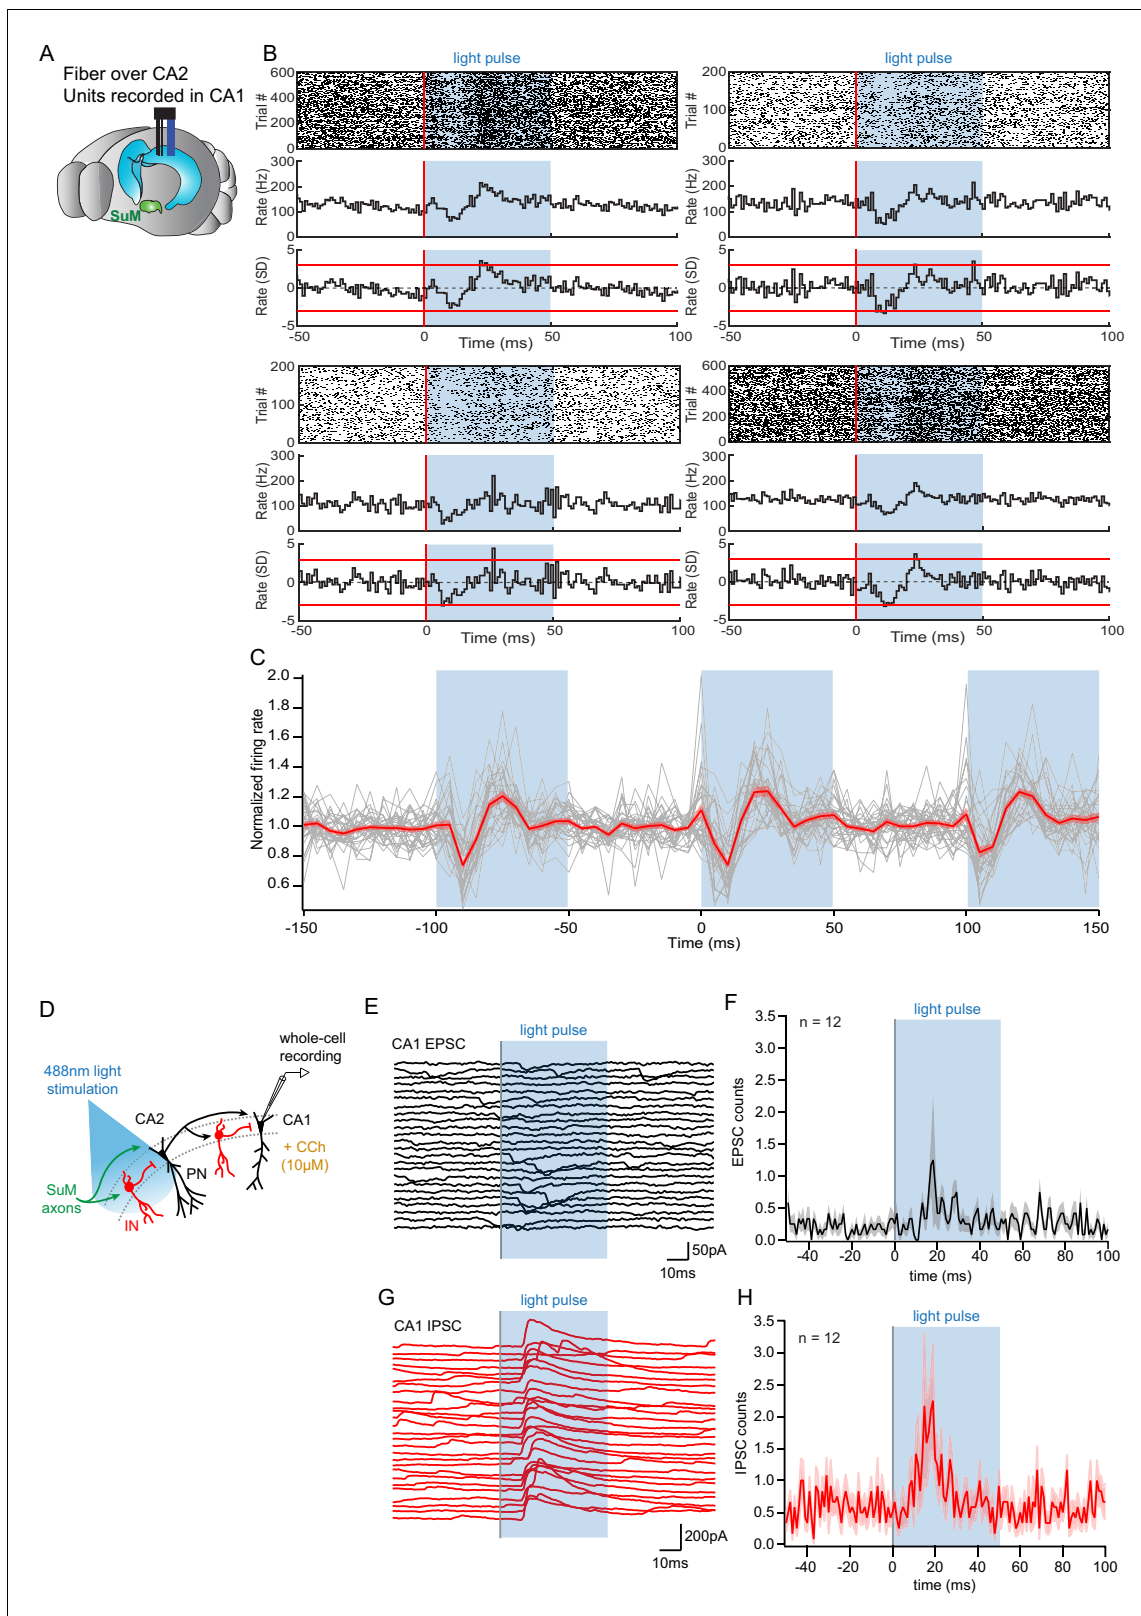 A
Fiber over CA2
Units recorded in CA1
SuM
B
light pulse
600
400
200
0
Trial #
300
200
100
0
Rate (Hz)
5
0
-5
Rate (SD)
-50
0
Time (ms)
50
100
light pulse
200
100
0
Trial #
300
200
100
0
Rate (Hz)
5
0
-5
Rate (SD)
-50
0
Time (ms)
50
100
200
100
0
Trial #
300
200
100
0
Rate (Hz)
5
0
-5
Rate (SD)
-50
0
Time (ms)
50
100
600
400
200
0
Trial #
300
200
100
0
Rate (Hz)
5
0
-5
Rate (SD)
-50
0
Time (ms)
50
100
C
2.0
1.8
1.6
1.4
1.2
1.0
0.8
0.6
Normalized firing rate
-150
-100
-50
0
50
100
150
Time (ms)
D
488nm light
stimulation
whole-cell
recording
CA2
CA1
+ CCh
(10μM)
PN
SuM
axons
IN
E
light pulse
CA1 EPSC
50pA
10ms
F
light pulse
n = 12
3.5
3.0
2.5
2.0
1.5
1.0
0.5
0.0
EPSC counts
-40
-20
0
20
40
60
80
100
time (ms)
G
light pulse
CA1 IPSC
200pA
10ms
H
light pulse
n = 12
3.5
3.0
2.5
2.0
1.5
1.0
0.5
0.0
IPSC counts
-40
-20
0
20
40
60
80
100
time (ms)